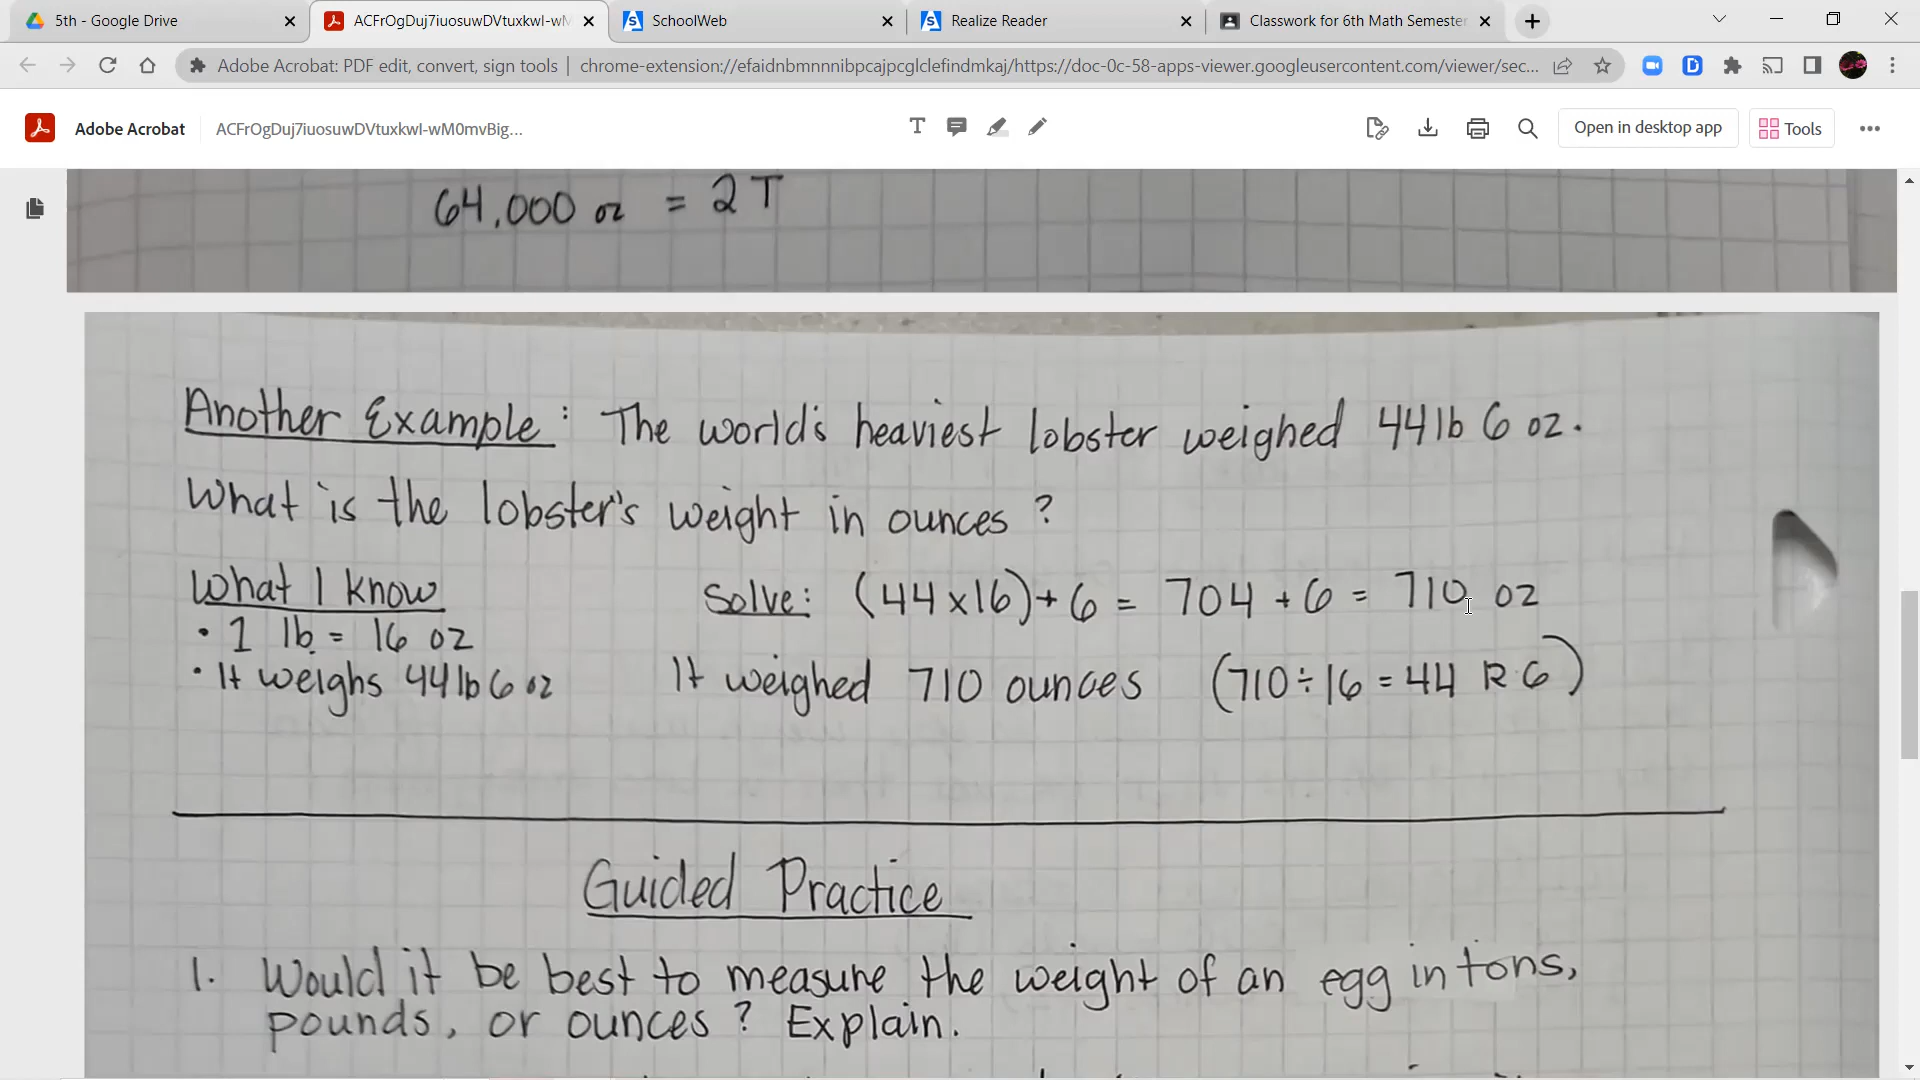 5th - Google Drive
ACFrOgDuj7iuosuwDVtuxkwI-wM
SchoolWeb
Realize Reader
Classwork for 6th Math Semester
Adobe Acrobat: PDF edit, convert, sign tools | chrome-extension://efaidnbmnnnibpcajpcglclefindmkaj/https://doc-0c-58-apps-viewer.googleusercontent.com/viewer/sec...
Adobe Acrobat ACFrOgDuj7iuosuwDVtuxkwI-wM0mvBig...
Open in desktop app
Tools
64,000 oz = 2 T
Another Example: The world's heaviest lobster weighed 44 lb 6 oz.
What is the lobster's weight in ounces?
What I know
• 1 lb = 16 oz
• It weighs 44 lb 6 oz
Solve: (44 x 16) + 6 = 704 + 6 = 710 oz
It weighed 710 ounces (710 ÷ 16 = 44 R 6)
Guided Practice
1. Would it be best to measure the weight of an egg in tons,
pounds, or ounces? Explain.